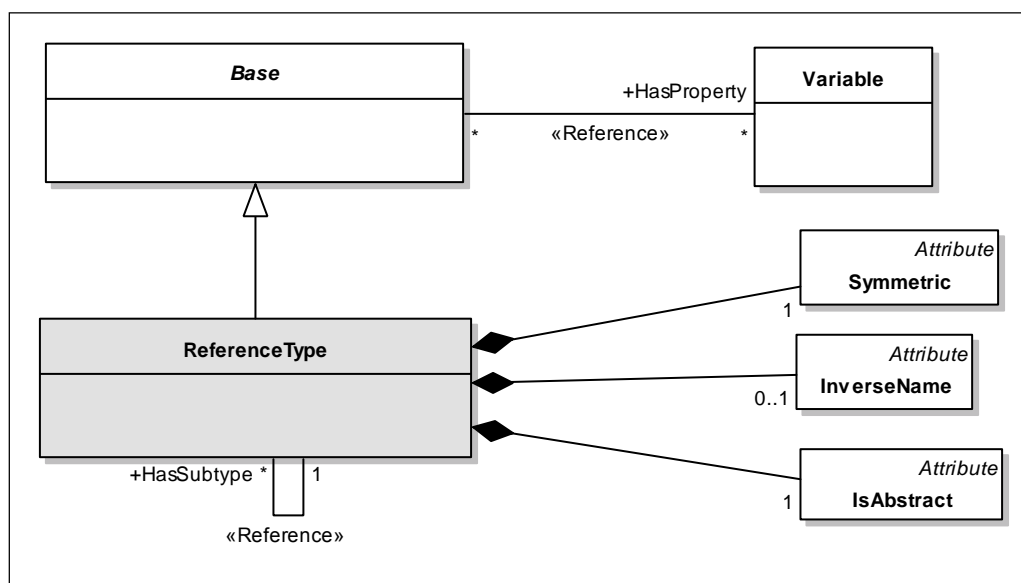 Base
Variable
+HasProperty
* «Reference» *
Attribute
Symmetric
1
ReferenceType
Attribute
InverseName
0..1
Attribute
IsAbstract
1
+HasSubtype * 1
«Reference»